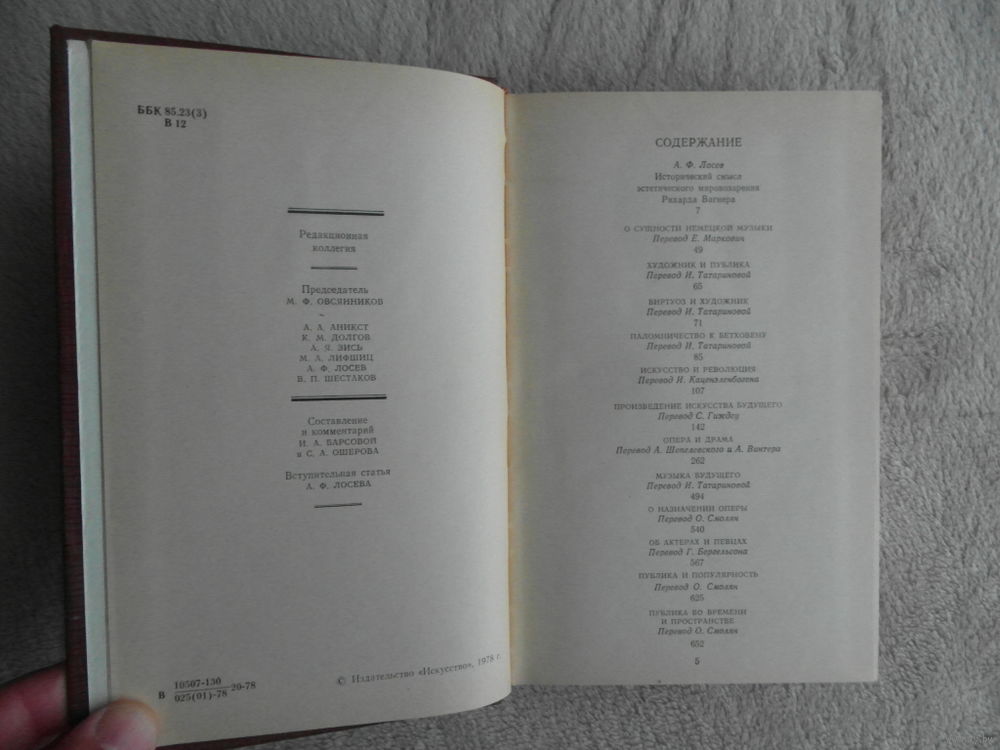 ББК 85.23(3)
В 12
Редакционная
коллегия
Председатель
М. Ф. ОВСЯННИКОВ
А. А. АНИКСТ
К. М. ДОЛГОВ
А. Я. ЗИСЬ
М. А. ЛИФШИЦ
А. Ф. ЛОСЕВ
В. П. ШЕСТАКОВ
Составление
и комментарий
И. А. БАРСОВОЙ
и С. А. ОШЕРОВА
Вступительная статья
А. Ф. ЛОСЕВА
© Издательство «Искусство», 1978 г.
В 10507-130
025(01)-78 20-78
СОДЕРЖАНИЕ
А. Ф. Лосев
Исторический смысл
эстетического мировоззрения
Рихарда Вагнера
7
О СУЩНОСТИ НЕМЕЦКОЙ МУЗЫКИ
Перевод Е. Маркович
49
ХУДОЖНИК И ПУБЛИКА
Перевод И. Татариновой
65
ВИРТУОЗ И ХУДОЖНИК
Перевод И. Татариновой
71
ПАЛОМНИЧЕСТВО К БЕТХОВЕНУ
Перевод И. Татариновой
85
ИСКУССТВО И РЕВОЛЮЦИЯ
Перевод И. Каценэленбогена
107
ПРОИЗВЕДЕНИЕ ИСКУССТВА БУДУЩЕГО
Перевод С. Гиждеу
142
ОПЕРА И ДРАМА
Перевод А. Шепелевского и А. Винтера
262
МУЗЫКА БУДУЩЕГО
Перевод И. Татариновой
494
О НАЗНАЧЕНИИ ОПЕРЫ
Перевод О. Смолян
540
ОБ АКТЕРАХ И ПЕВЦАХ
Перевод Г. Бергельсона
567
ПУБЛИКА И ПОПУЛЯРНОСТЬ
Перевод О. Смолян
625
ПУБЛИКА ВО ВРЕМЕНИ
И ПРОСТРАНСТВЕ
Перевод О. Смолян
652
5